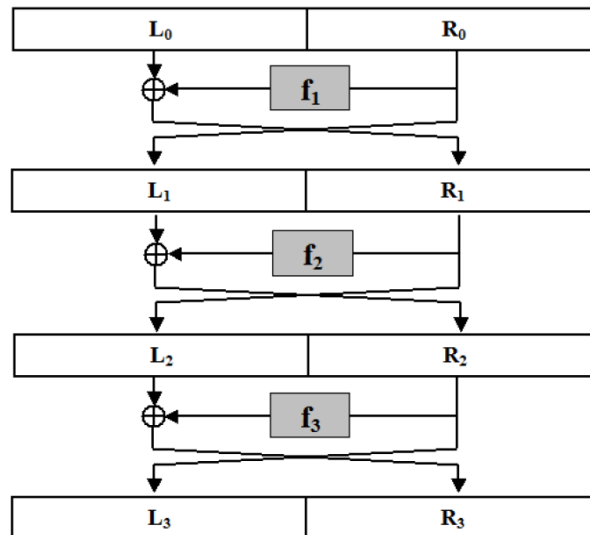 L₀ R₀
f₁
L₁ R₁
f₂
L₂ R₂
f₃
L₃ R₃